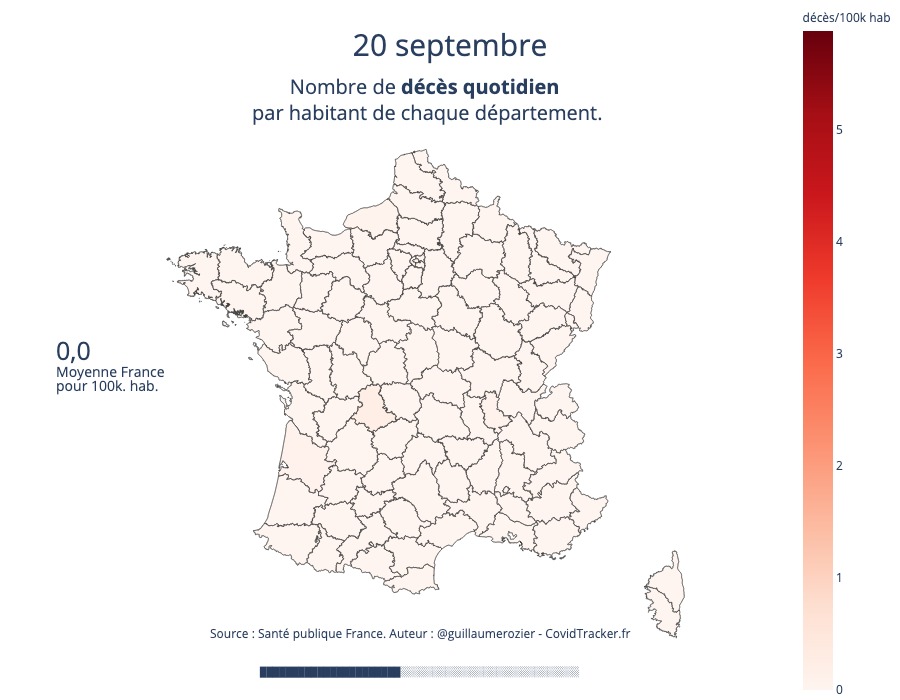 décès/100k hab
20 septembre
Nombre de décès quotidien
par habitant de chaque département.
5
4
3
2
1
0
0,0
Moyenne France
pour 100k. hab.
Source : Santé publique France. Auteur : @guillaumerozier - CovidTracker.fr